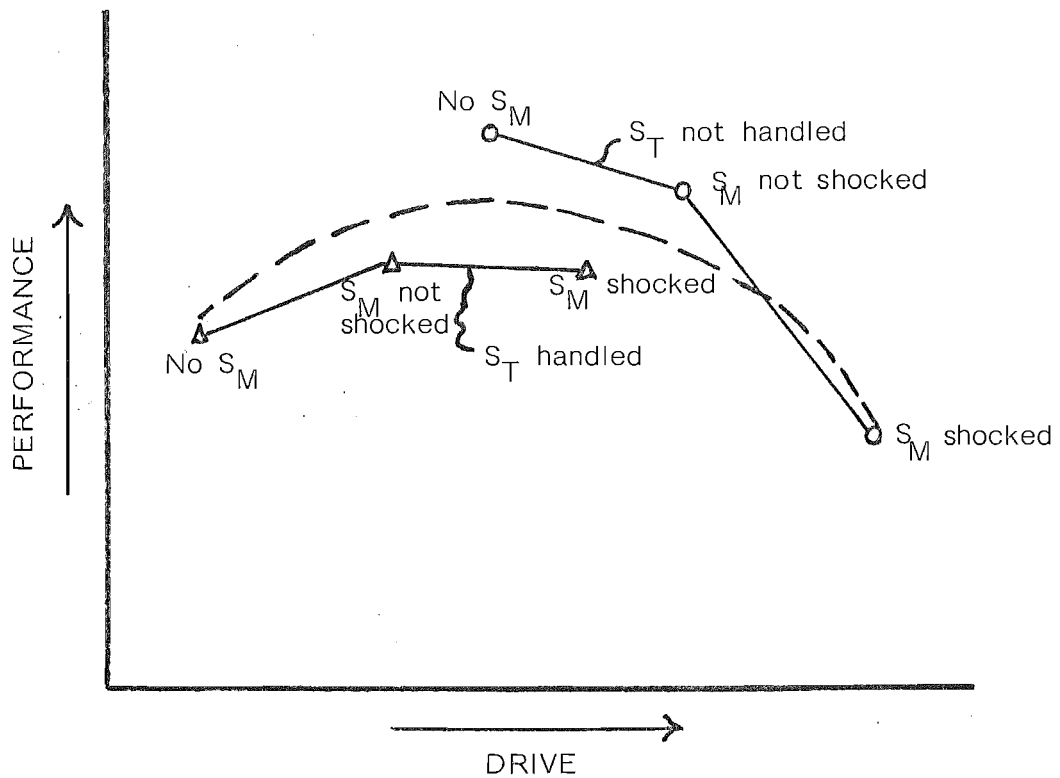 No S_M
S_T not handled
S_M not shocked
S_M not
shocked
S_M shocked
S_T handled
No S_M
S_M shocked
PERFORMANCE
DRIVE